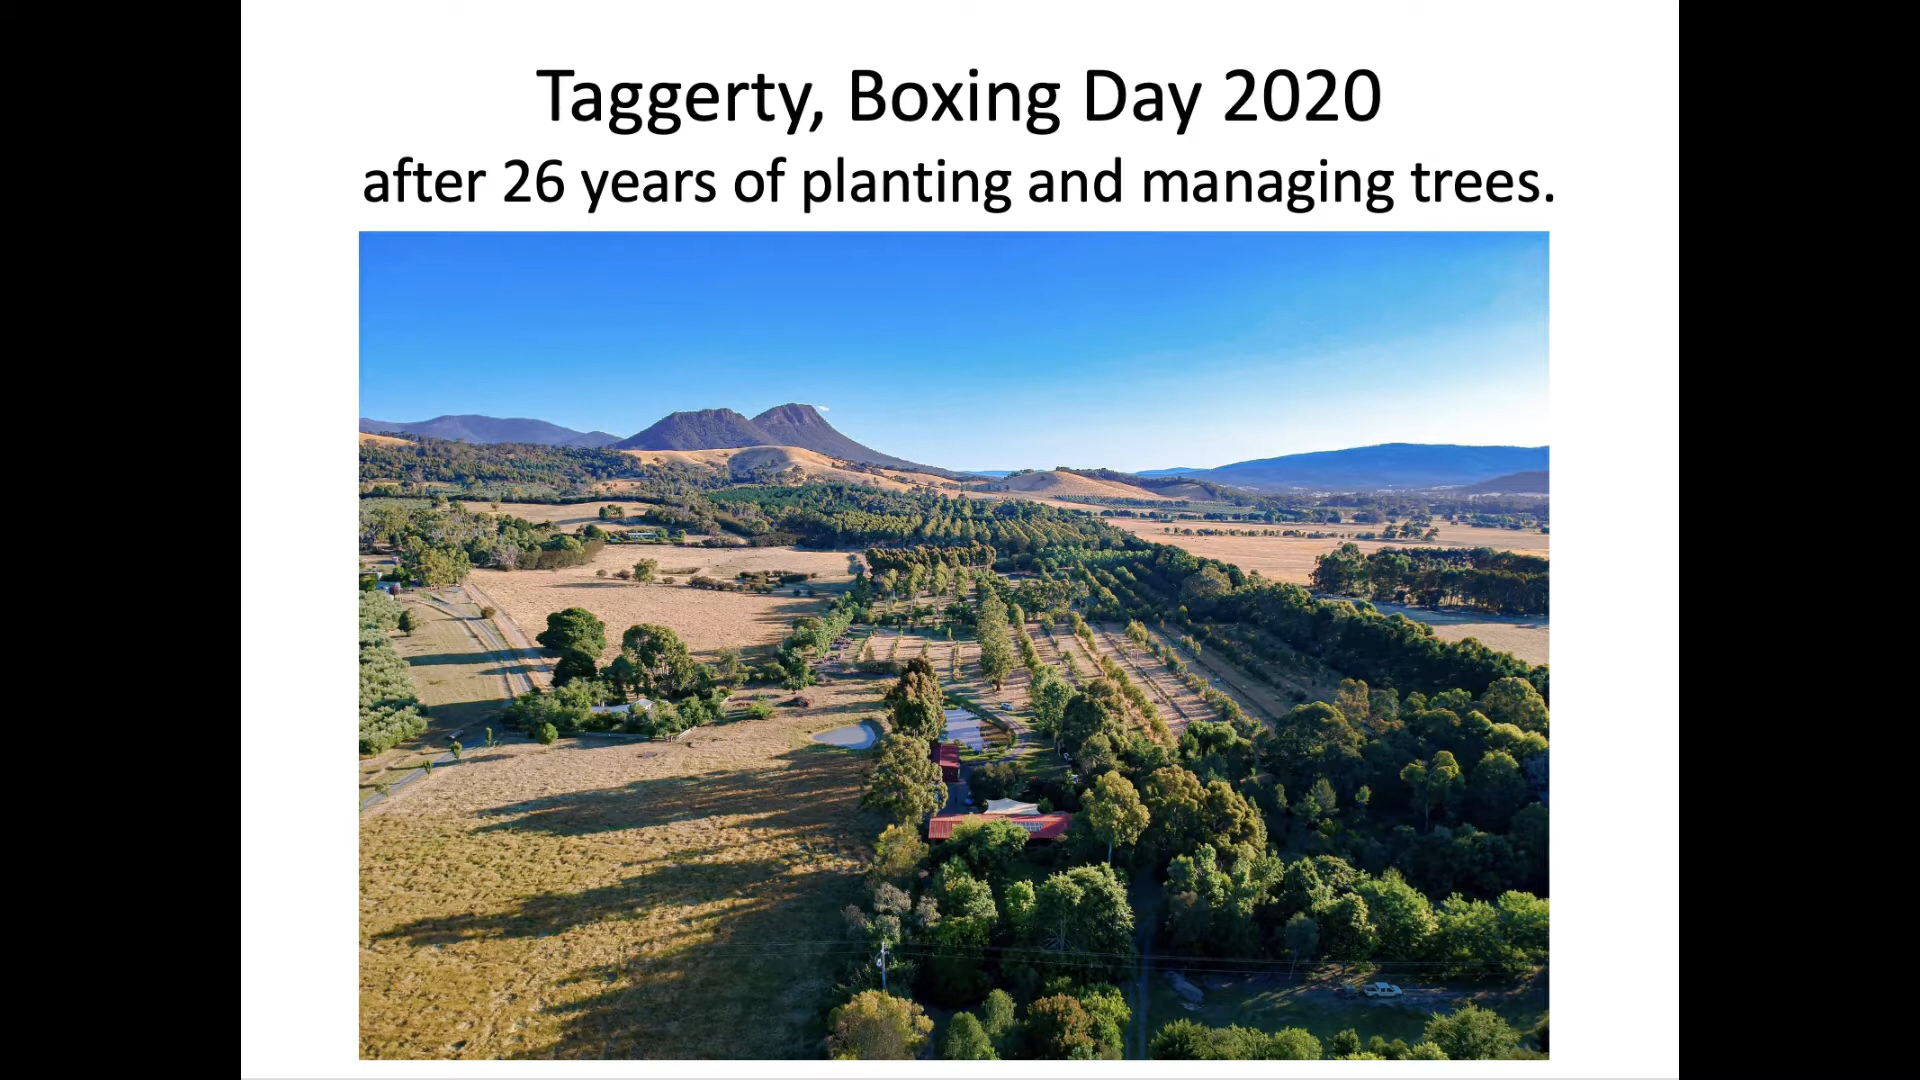 Taggerty, Boxing Day 2020
after 26 years of planting and managing trees.